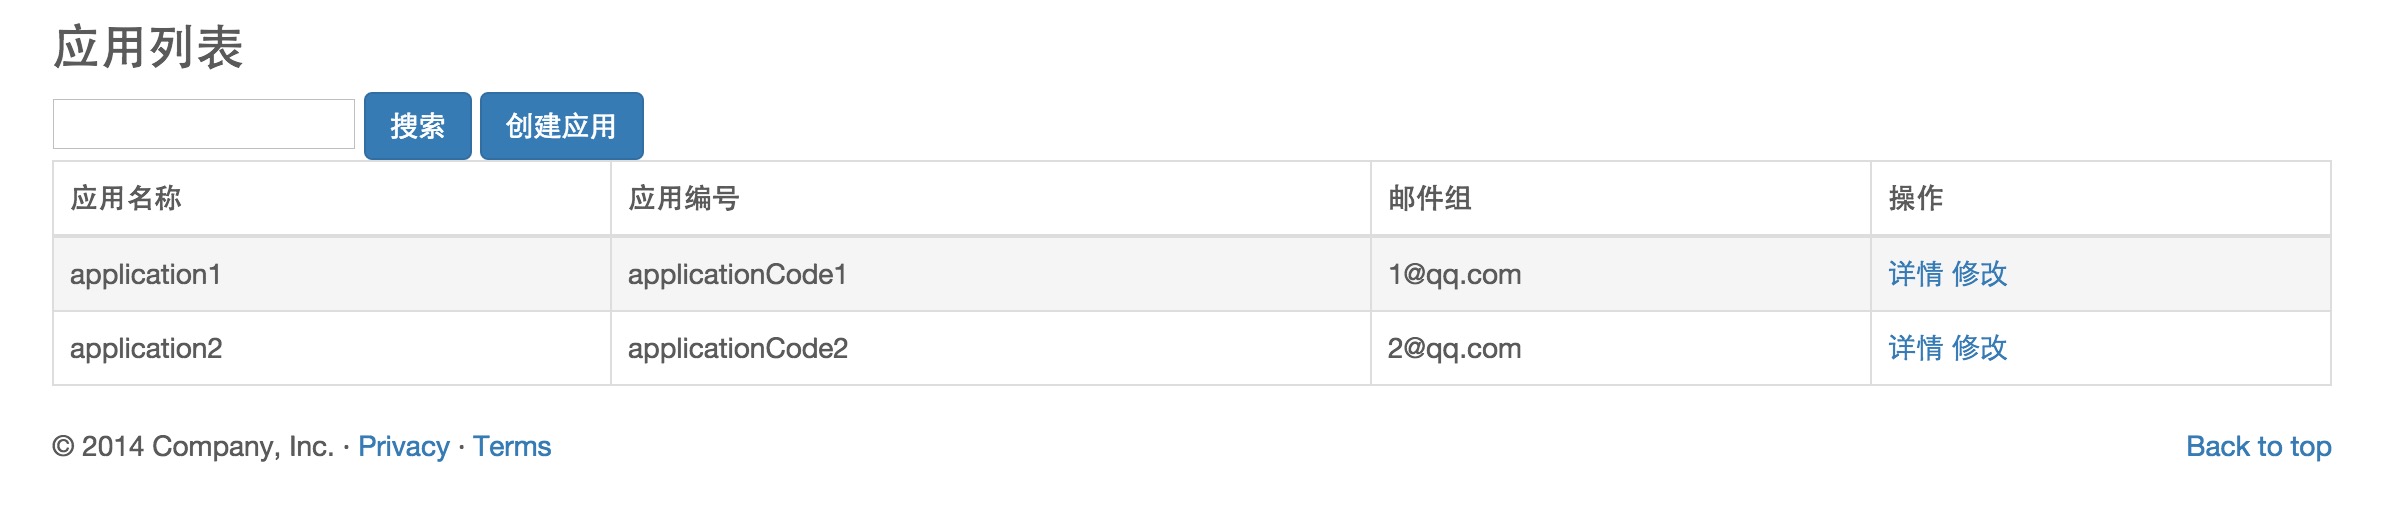 应用列表
搜索 创建应用
应用名称 应用编号 邮件组 操作
application1 applicationCode1 1@qq.com 详情 修改
application2 applicationCode2 2@qq.com 详情 修改
© 2014 Company, Inc. · Privacy · Terms Back to top